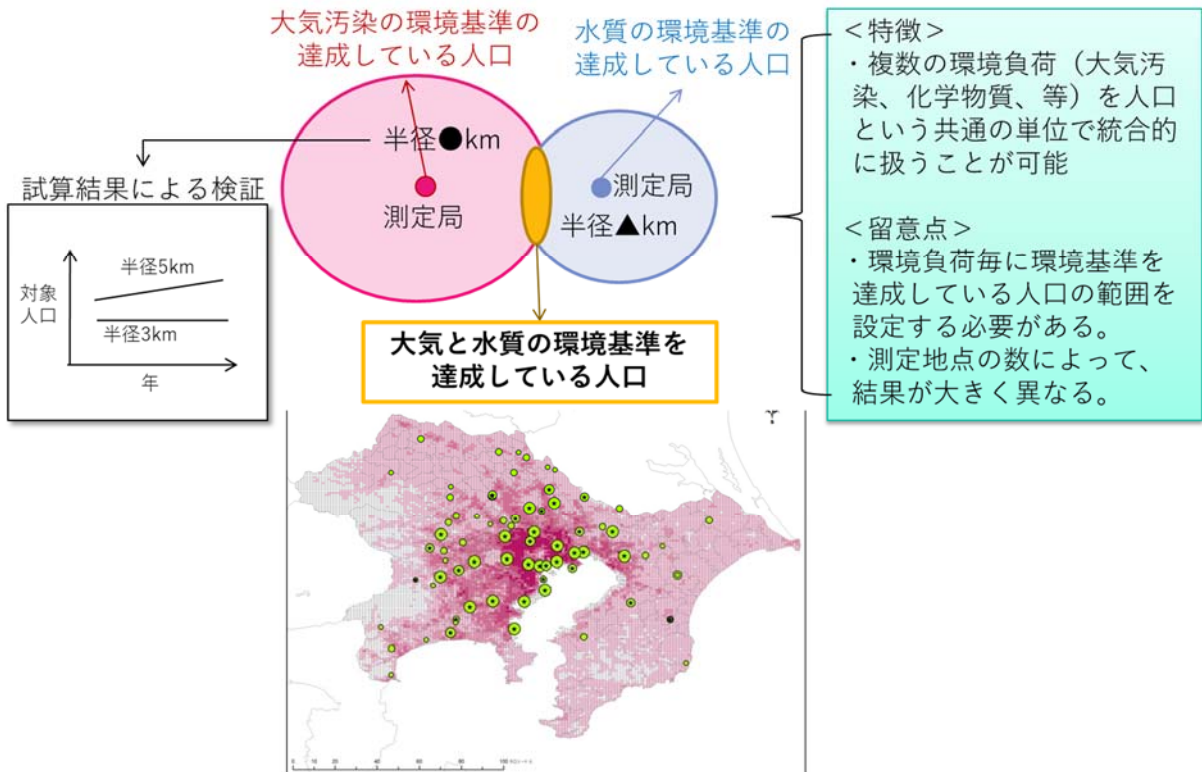 大気汚染の環境基準の
達成している人口
水質の環境基準の
達成している人口
半径●km
測定局
測定局
半径▲km
試算結果による検証
半径5km
対象
人口
半径3km
年
大気と水質の環境基準を
達成している人口
＜特徴＞
・複数の環境負荷（大気汚
染、化学物質、等）を人口
という共通の単位で統合的
に扱うことが可能
＜留意点＞
・環境負荷毎に環境基準を
達成している人口の範囲を
設定する必要がある。
・測定地点の数によって、
結果が大きく異なる。
0 20 40 60 80 100